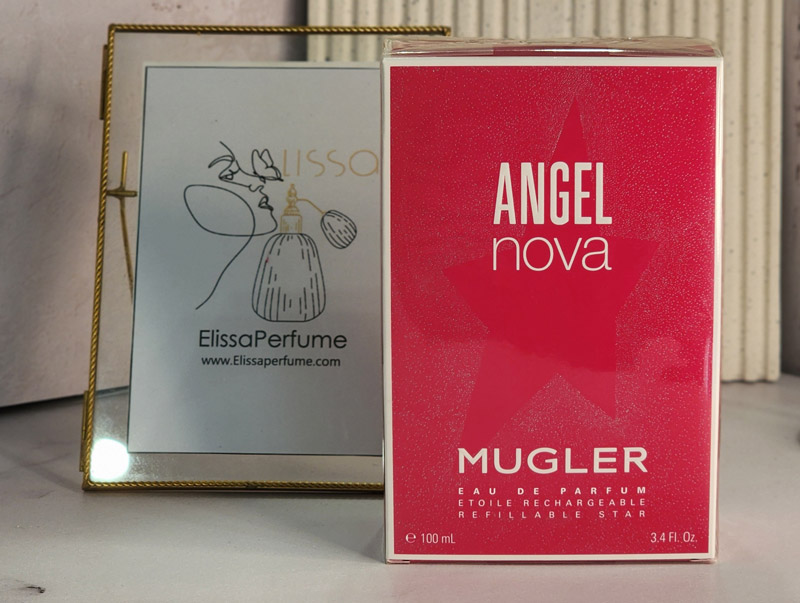 LISSA
ElissaPerfume
www.Elissaperfume.com
ANGEL
nova
MUGLER
EAU DE PARFUM
ETOILE RECHARGEABLE
REFILLABLE STAR
℮ 100 mL
3.4 Fl. Oz.